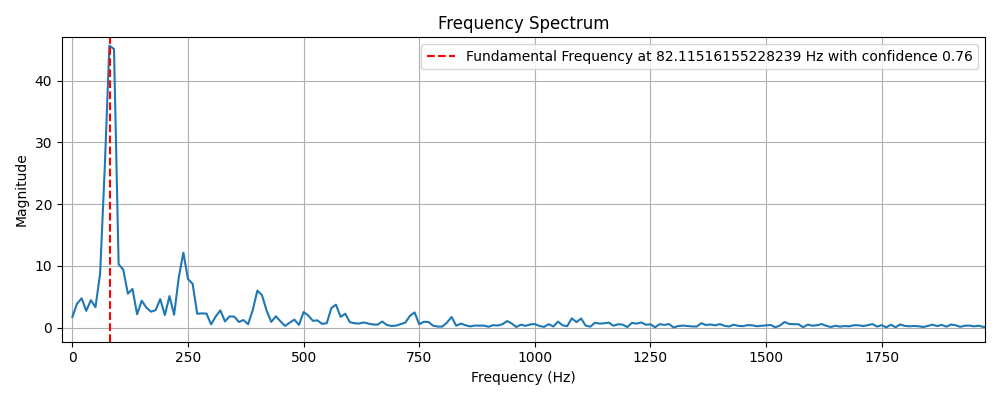 Frequency Spectrum
Fundamental Frequency at 82.11516155228239 Hz with confidence 0.76
Magnitude
40
30
20
10
0
0 250 500 750 1000 1250 1500 1750
Frequency (Hz)